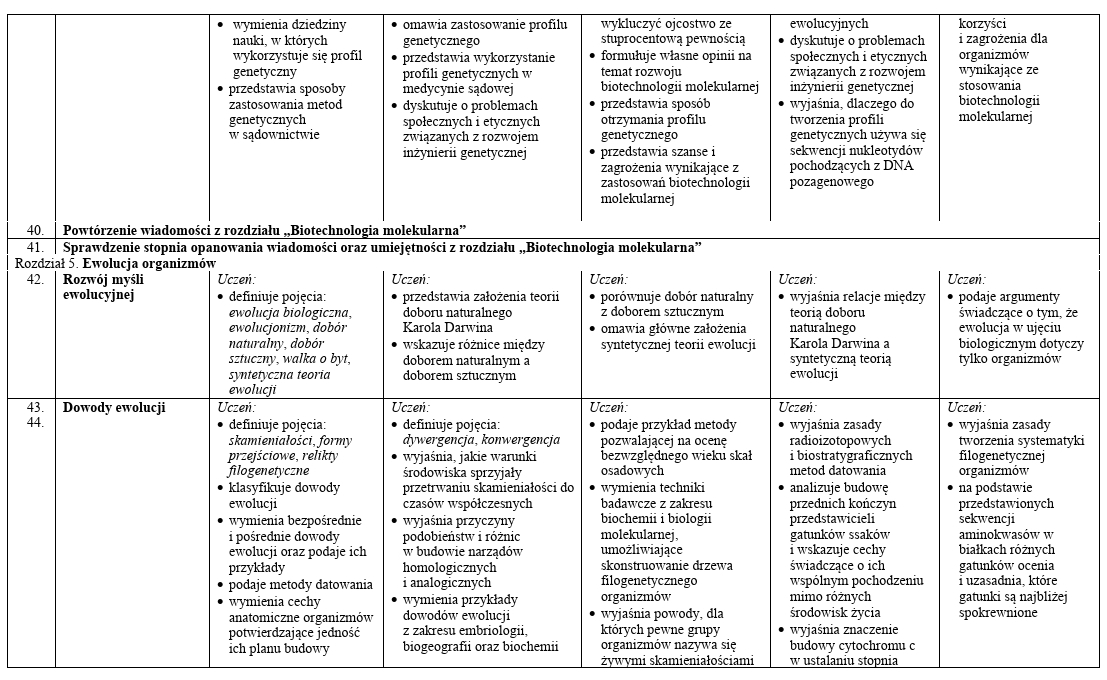 • wymienia dziedziny
nauki, w których
wykorzystuje się profil
genetyczny
• przedstawia sposoby
zastosowania metod
genetycznych
w sądownictwie
• omawia zastosowanie profilu
genetycznego
• przedstawia wykorzystanie
profili genetycznych w
medycynie sądowej
• dyskutuje o problemach
społecznych i etycznych
związanych z rozwojem
inżynierii genetycznej
wykluczyć ojcostwo ze
stuprocentową pewnością
• formułuje własne opinii na
temat rozwoju
biotechnologii molekularnej
• przedstawia sposób
otrzymania profilu
genetycznego
• przedstawia szanse i
zagrożenia wynikające z
zastosowań biotechnologii
molekularnej
ewolucyjnych
• dyskutuje o problemach
społecznych i etycznych
związanych z rozwojem
inżynierii genetycznej
• wyjaśnia, dlaczego do
tworzenia profili
genetycznych używa się
sekwencji nukleotydów
pochodzących z DNA
pozagenowego
korzyści
i zagrożenia dla
organizmów
wynikające ze
stosowania
biotechnologii
molekularnej
40. Powtórzenie wiadomości z rozdziału „Biotechnologia molekularna”
41. Sprawdzenie stopnia opanowania wiadomości oraz umiejętności z rozdziału „Biotechnologia molekularna”
Rozdział 5. Ewolucja organizmów
42.
Rozwój myśli
ewolucyjnej
Uczeń:
• definiuje pojęcia:
ewolucja biologiczna,
ewolucjonizm, dobór
naturalny, dobór
sztuczny, walka o byt,
syntetyczna teoria
ewolucji
Uczeń:
• przedstawia założenia teorii
doboru naturalnego
Karola Darwina
• wskazuje różnice między
doborem naturalnym a
doborem sztucznym
Uczeń:
• porównuje dobór naturalny
z doborem sztucznym
• omawia główne założenia
syntetycznej teorii ewolucji
Uczeń:
• wyjaśnia relacje między
teorią doboru
naturalnego
Karola Darwina a
syntetyczną teorią
ewolucji
Uczeń:
• podaje argumenty
świadczące o tym, że
ewolucja w ujęciu
biologicznym dotyczy
tylko organizmów
43.
44.
Dowody ewolucji
Uczeń:
• definiuje pojęcia:
skamieniałości, formy
przejściowe, relikty
filogenetyczne
• klasyfikuje dowody
ewolucji
• wymienia bezpośrednie
i pośrednie dowody
ewolucji oraz podaje ich
przykłady
• podaje metody datowania
• wymienia cechy
anatomiczne organizmów
potwierdzające jedność
ich planu budowy
Uczeń:
• definiuje pojęcia:
dywergencja, konwergencja
• wyjaśnia, jakie warunki
środowiska sprzyjały
przetrwaniu skamieniałości do
czasów współczesnych
• wyjaśnia przyczyny
podobieństw i różnic
w budowie narządów
homologicznych
i analogicznych
• wymienia przykłady
dowodów ewolucji
z zakresu embriologii,
biogeografii oraz biochemii
Uczeń:
• podaje przykład metody
pozwalającej na ocenę
bezwzględnego wieku skał
osadowych
• wymienia techniki
badawcze z zakresu
biochemii i biologii
molekularnej,
umożliwiające
skonstruowanie drzewa
filogenetycznego
organizmów
• wyjaśnia powody, dla
których pewne grupy
organizmów nazywa się
żywymi skamieniałościami
Uczeń:
• wyjaśnia zasady
radioizotopowych
i biostratygraficznych
metod datowania
• analizuje budowę
przednich kończyn
przedstawicieli
gatunków ssaków
i wskazuje cechy
świadczące o ich
wspólnym pochodzeniu
mimo różnych
środowisk życia
• wyjaśnia znaczenie
budowy cytochromu c
w ustalaniu stopnia
Uczeń:
• wyjaśnia zasady
tworzenia systematyki
filogenetycznej
organizmów
• na podstawie
przedstawionych
sekwencji
aminokwasów w
białkach różnych
gatunków ocenia
i uzasadnia, które
gatunki są najbliżej
spokrewnione